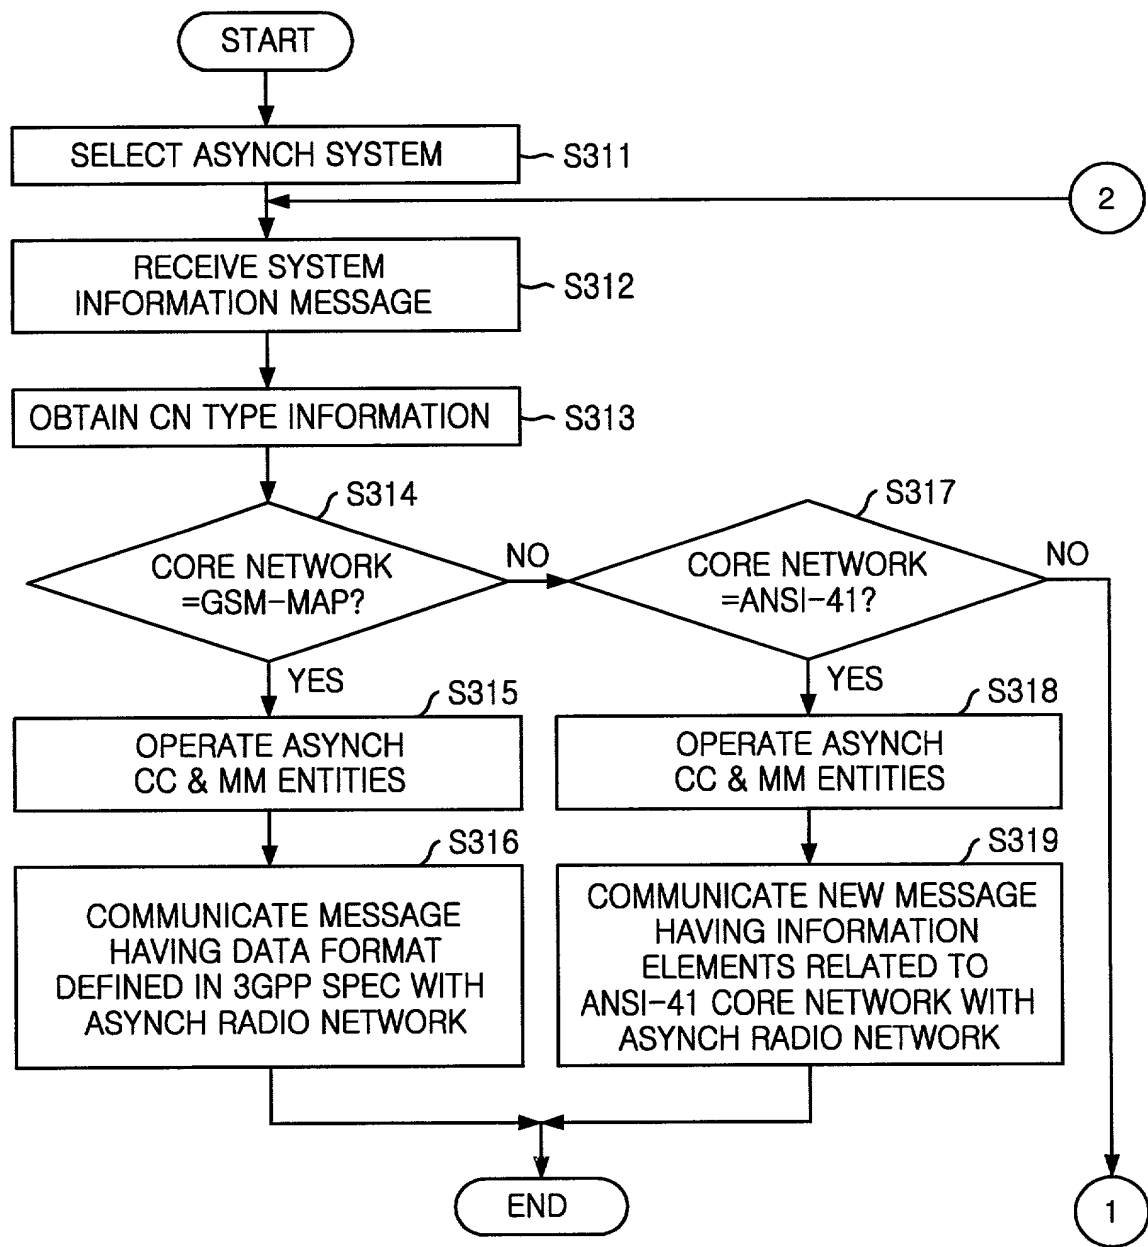 START
SELECT ASYNCH SYSTEM
S311
2
RECEIVE SYSTEM
INFORMATION MESSAGE
S312
OBTAIN CN TYPE INFORMATION
S313
S314
CORE NETWORK
=GSM-MAP?
NO
S317
CORE NETWORK
=ANSI-41?
NO
YES
S315
OPERATE ASYNCH
CC & MM ENTITIES
YES
S318
OPERATE ASYNCH
CC & MM ENTITIES
S316
COMMUNICATE MESSAGE
HAVING DATA FORMAT
DEFINED IN 3GPP SPEC WITH
ASYNCH RADIO NETWORK
S319
COMMUNICATE NEW MESSAGE
HAVING INFORMATION
ELEMENTS RELATED TO
ANSI-41 CORE NETWORK WITH
ASYNCH RADIO NETWORK
END
1